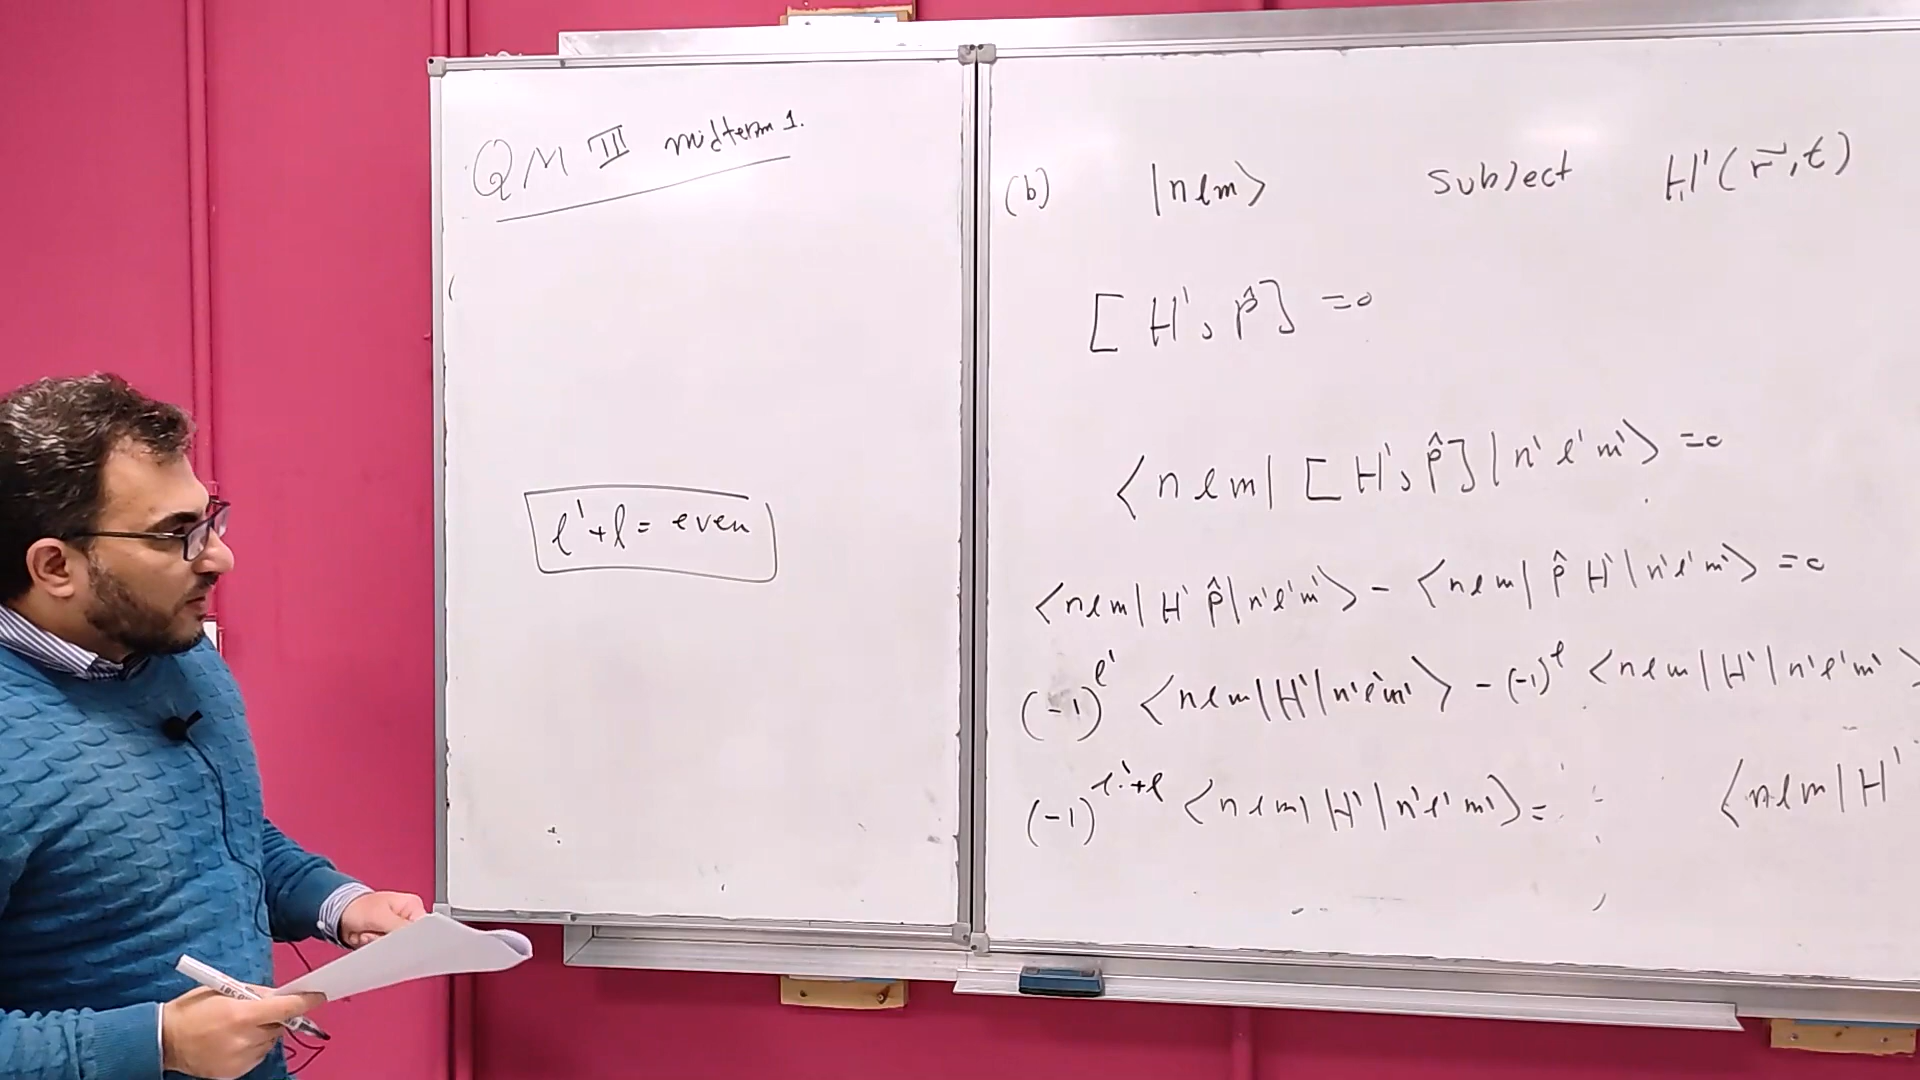 QM III midterm 1.
(
l'+l = even
(b) |nlm⟩ subject H'(r⃗,t)
[H', p̂] =0
⟨nlm| [H', p̂] |n'l'm'⟩ =0
⟨nlm| H' p̂ |n'l'm'⟩ - ⟨nlm| p̂ H' |n'l'm'⟩ =0
(-1)^l' ⟨nlm|H'|n'l'm'⟩ - (-1)^l ⟨nlm|H'|n'l'm'⟩
(-1)^l'+l ⟨nlm|H'|n'l'm'⟩ = ⟨nlm|H'